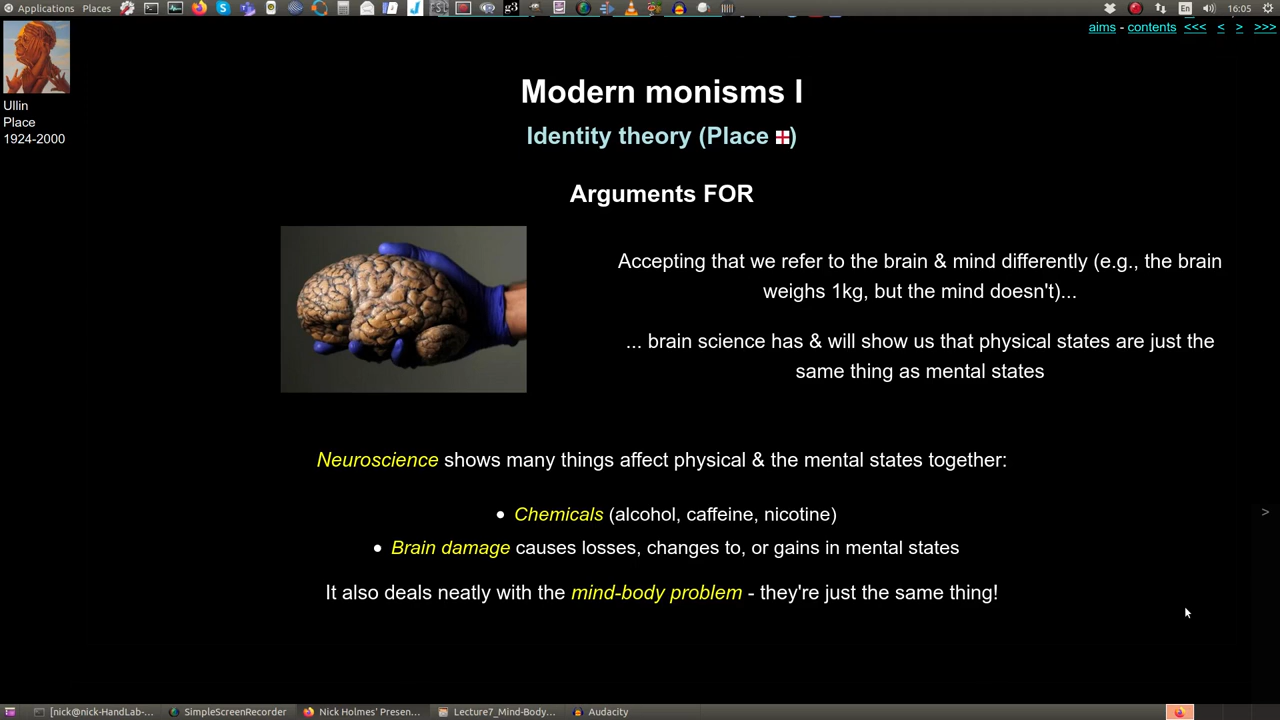 Applications Places En 16:05
aims - contents <<< < > >>>
Ullin
Place
1924-2000
Modern monisms I
Identity theory (Place )
Arguments FOR
Accepting that we refer to the brain & mind differently (e.g., the brain
weighs 1kg, but the mind doesn't)...
... brain science has & will show us that physical states are just the
same thing as mental states
Neuroscience shows many things affect physical & the mental states together:
>
• Chemicals (alcohol, caffeine, nicotine)
• Brain damage causes losses, changes to, or gains in mental states
It also deals neatly with the mind-body problem - they're just the same thing!
[nick@nick-HandLab-... SimpleScreenRecorder Nick Holmes' Presen... Lecture7_Mind-Body... Audacity